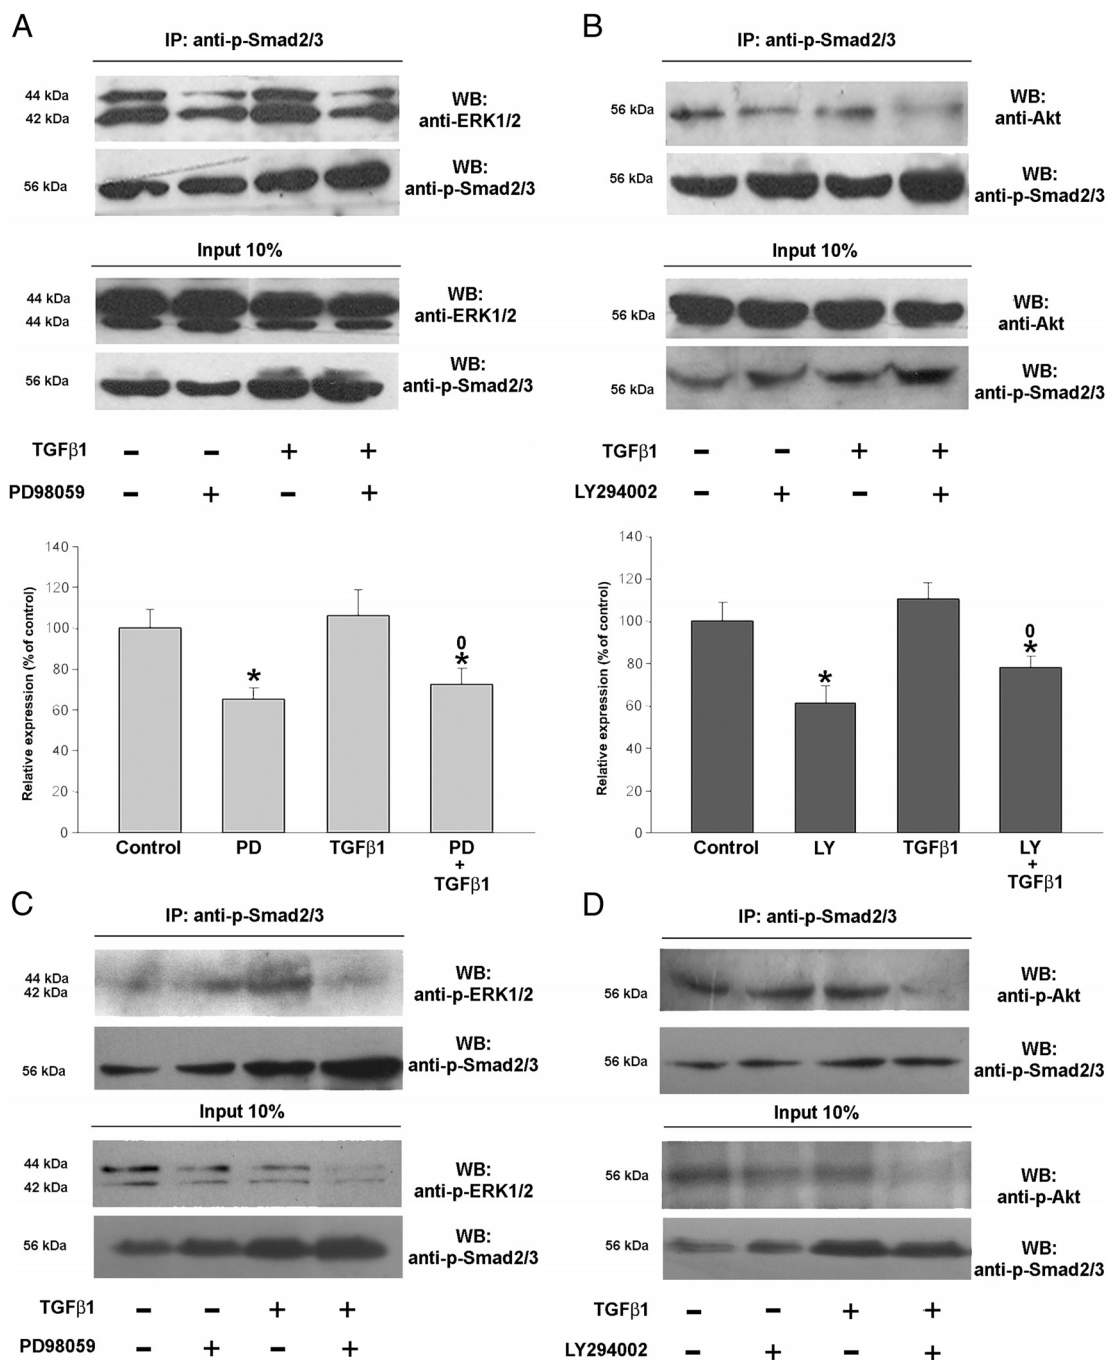 A
IP: anti-p-Smad2/3
44 kDa
42 kDa
WB:
anti-ERK1/2
56 kDa
WB:
anti-p-Smad2/3
Input 10%
44 kDa
44 kDa
WB:
anti-ERK1/2
56 kDa
WB:
anti-p-Smad2/3
TGFβ1 − − + +
PD98059 − + − +
Relative expression (% of control)
140
120
100
80
60
40
20
0
*
0
*
Control PD TGFβ1 PD
+
TGFβ1
B
IP: anti-p-Smad2/3
56 kDa
WB:
anti-Akt
56 kDa
WB:
anti-p-Smad2/3
Input 10%
56 kDa
WB:
anti-Akt
56 kDa
WB:
anti-p-Smad2/3
TGFβ1 − − + +
LY294002 − + − +
Relative expression (% of control)
140
120
100
80
60
40
20
0
*
0
*
Control LY TGFβ1 LY
+
TGFβ1
C
IP: anti-p-Smad2/3
44 kDa
42 kDa
WB:
anti-p-ERK1/2
56 kDa
WB:
anti-p-Smad2/3
Input 10%
44 kDa
42 kDa
WB:
anti-p-ERK1/2
56 kDa
WB:
anti-p-Smad2/3
TGFβ1 − − + +
PD98059 − + − +
D
IP: anti-p-Smad2/3
56 kDa
WB:
anti-p-Akt
56 kDa
WB:
anti-p-Smad2/3
Input 10%
56 kDa
WB:
anti-p-Akt
56 kDa
WB:
anti-p-Smad2/3
TGFβ1 − − + +
LY294002 − + − +